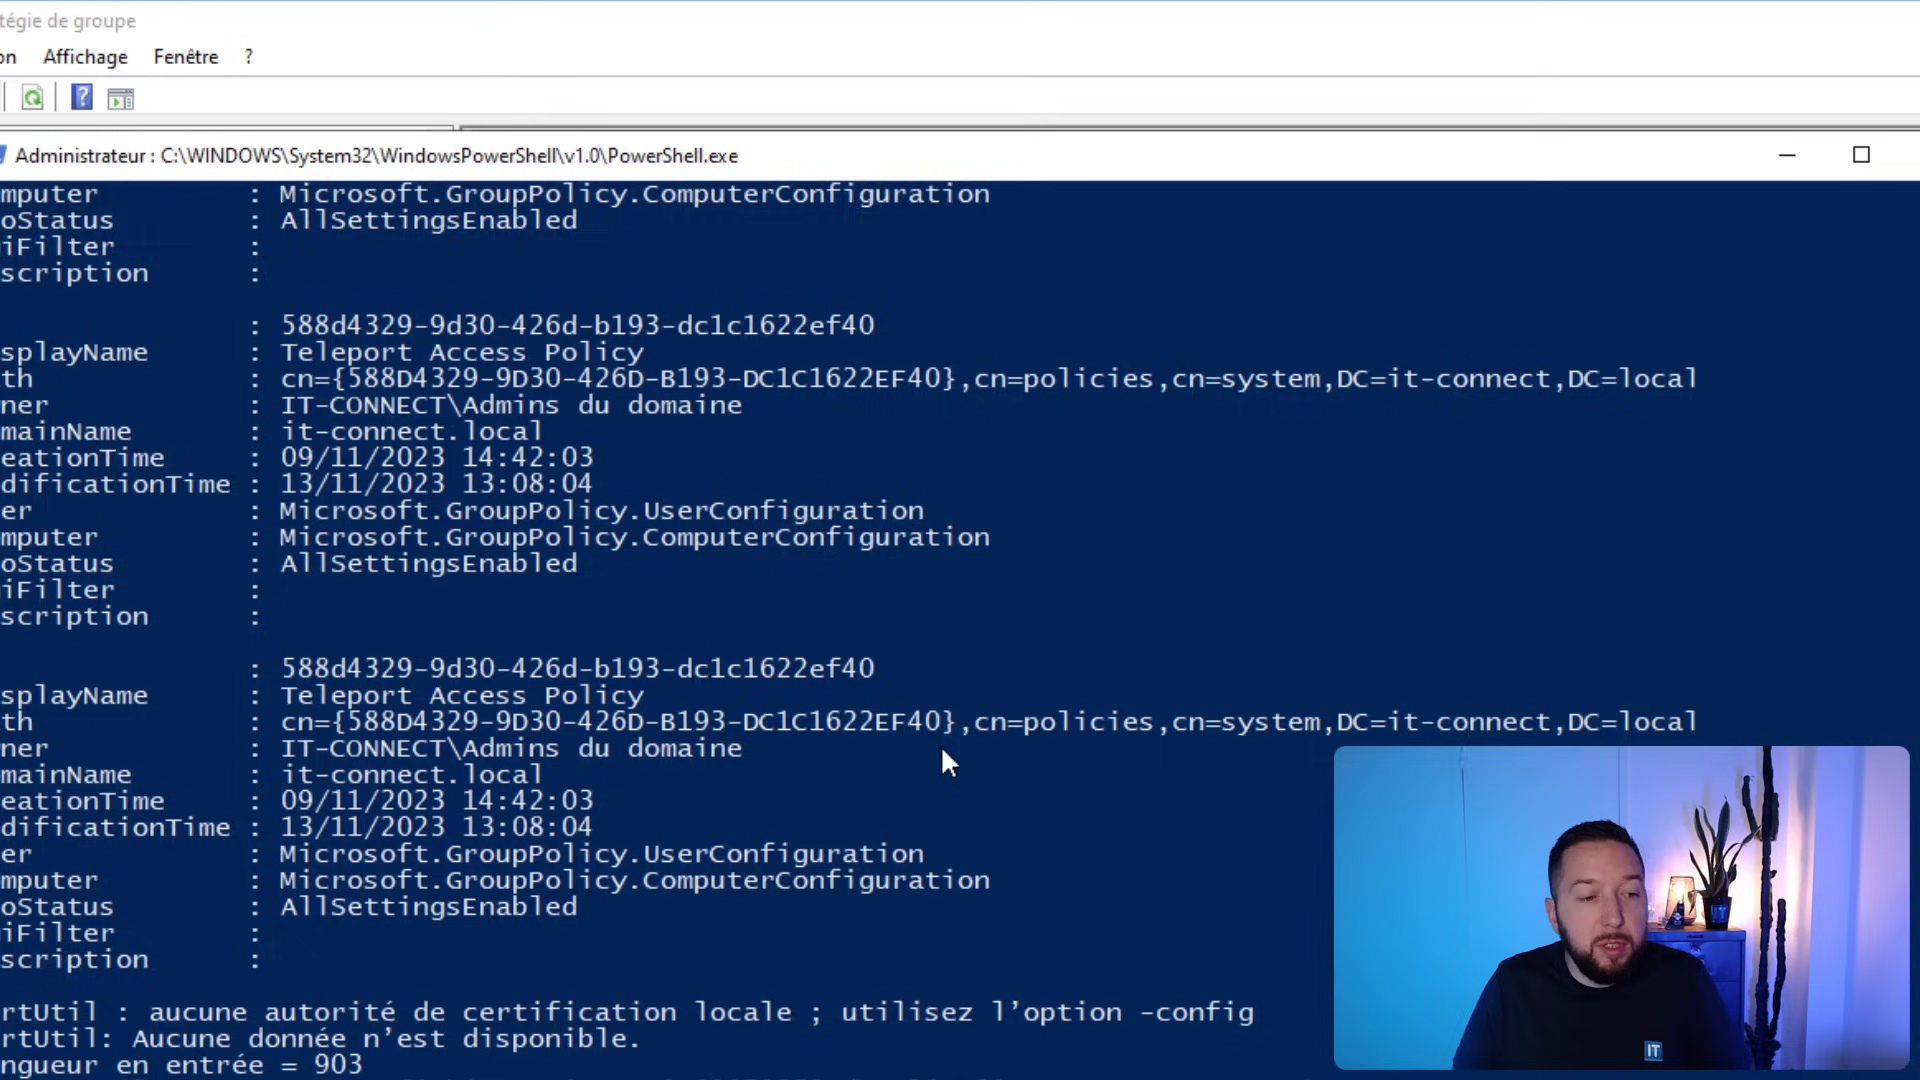 tégie de groupe
on Affichage Fenêtre ?
?
Administrateur : C:\WINDOWS\System32\WindowsPowerShell\v1.0\PowerShell.exe
mputer : Microsoft.GroupPolicy.ComputerConfiguration
oStatus : AllSettingsEnabled
iFilter :
scription :
: 588d4329-9d30-426d-b193-dc1c1622ef40
splayName : Teleport Access Policy
th : cn={588D4329-9D30-426D-B193-DC1C1622EF40},cn=policies,cn=system,DC=it-connect,DC=local
ner : IT-CONNECT\Admins du domaine
mainName : it-connect.local
eationTime : 09/11/2023 14:42:03
dificationTime : 13/11/2023 13:08:04
er : Microsoft.GroupPolicy.UserConfiguration
mputer : Microsoft.GroupPolicy.ComputerConfiguration
oStatus : AllSettingsEnabled
iFilter :
scription :
: 588d4329-9d30-426d-b193-dc1c1622ef40
splayName : Teleport Access Policy
th : cn={588D4329-9D30-426D-B193-DC1C1622EF40},cn=policies,cn=system,DC=it-connect,DC=local
ner : IT-CONNECT\Admins du domaine
mainName : it-connect.local
eationTime : 09/11/2023 14:42:03
dificationTime : 13/11/2023 13:08:04
er : Microsoft.GroupPolicy.UserConfiguration
mputer : Microsoft.GroupPolicy.ComputerConfiguration
oStatus : AllSettingsEnabled
iFilter :
scription :
rtUtil : aucune autorité de certification locale ; utilisez l’option -config
rtUtil: Aucune donnée n’est disponible.
ngueur en entrée = 903
IT